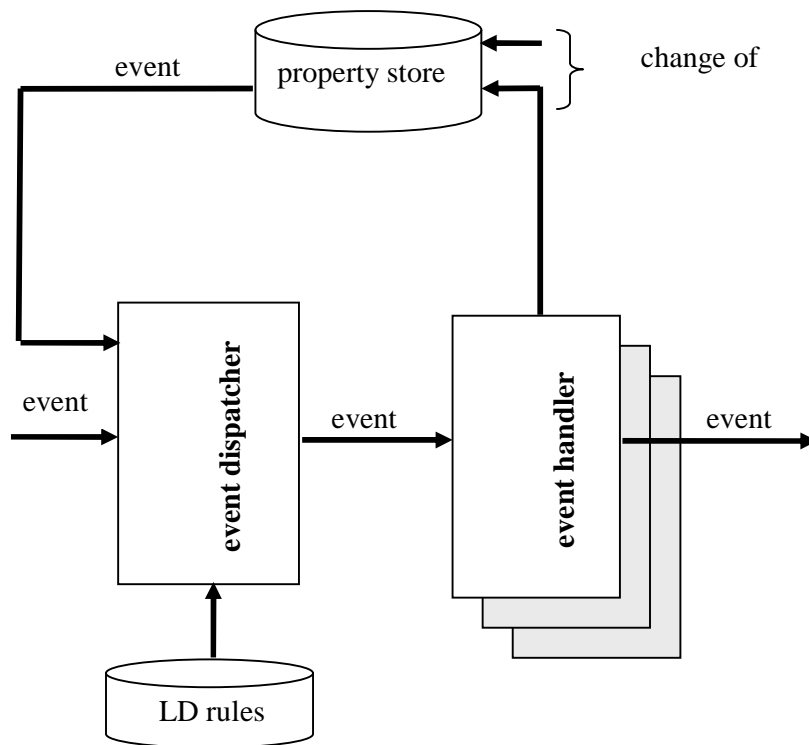 change of
event
property store
event dispatcher
event handler
event
event
event
LD rules